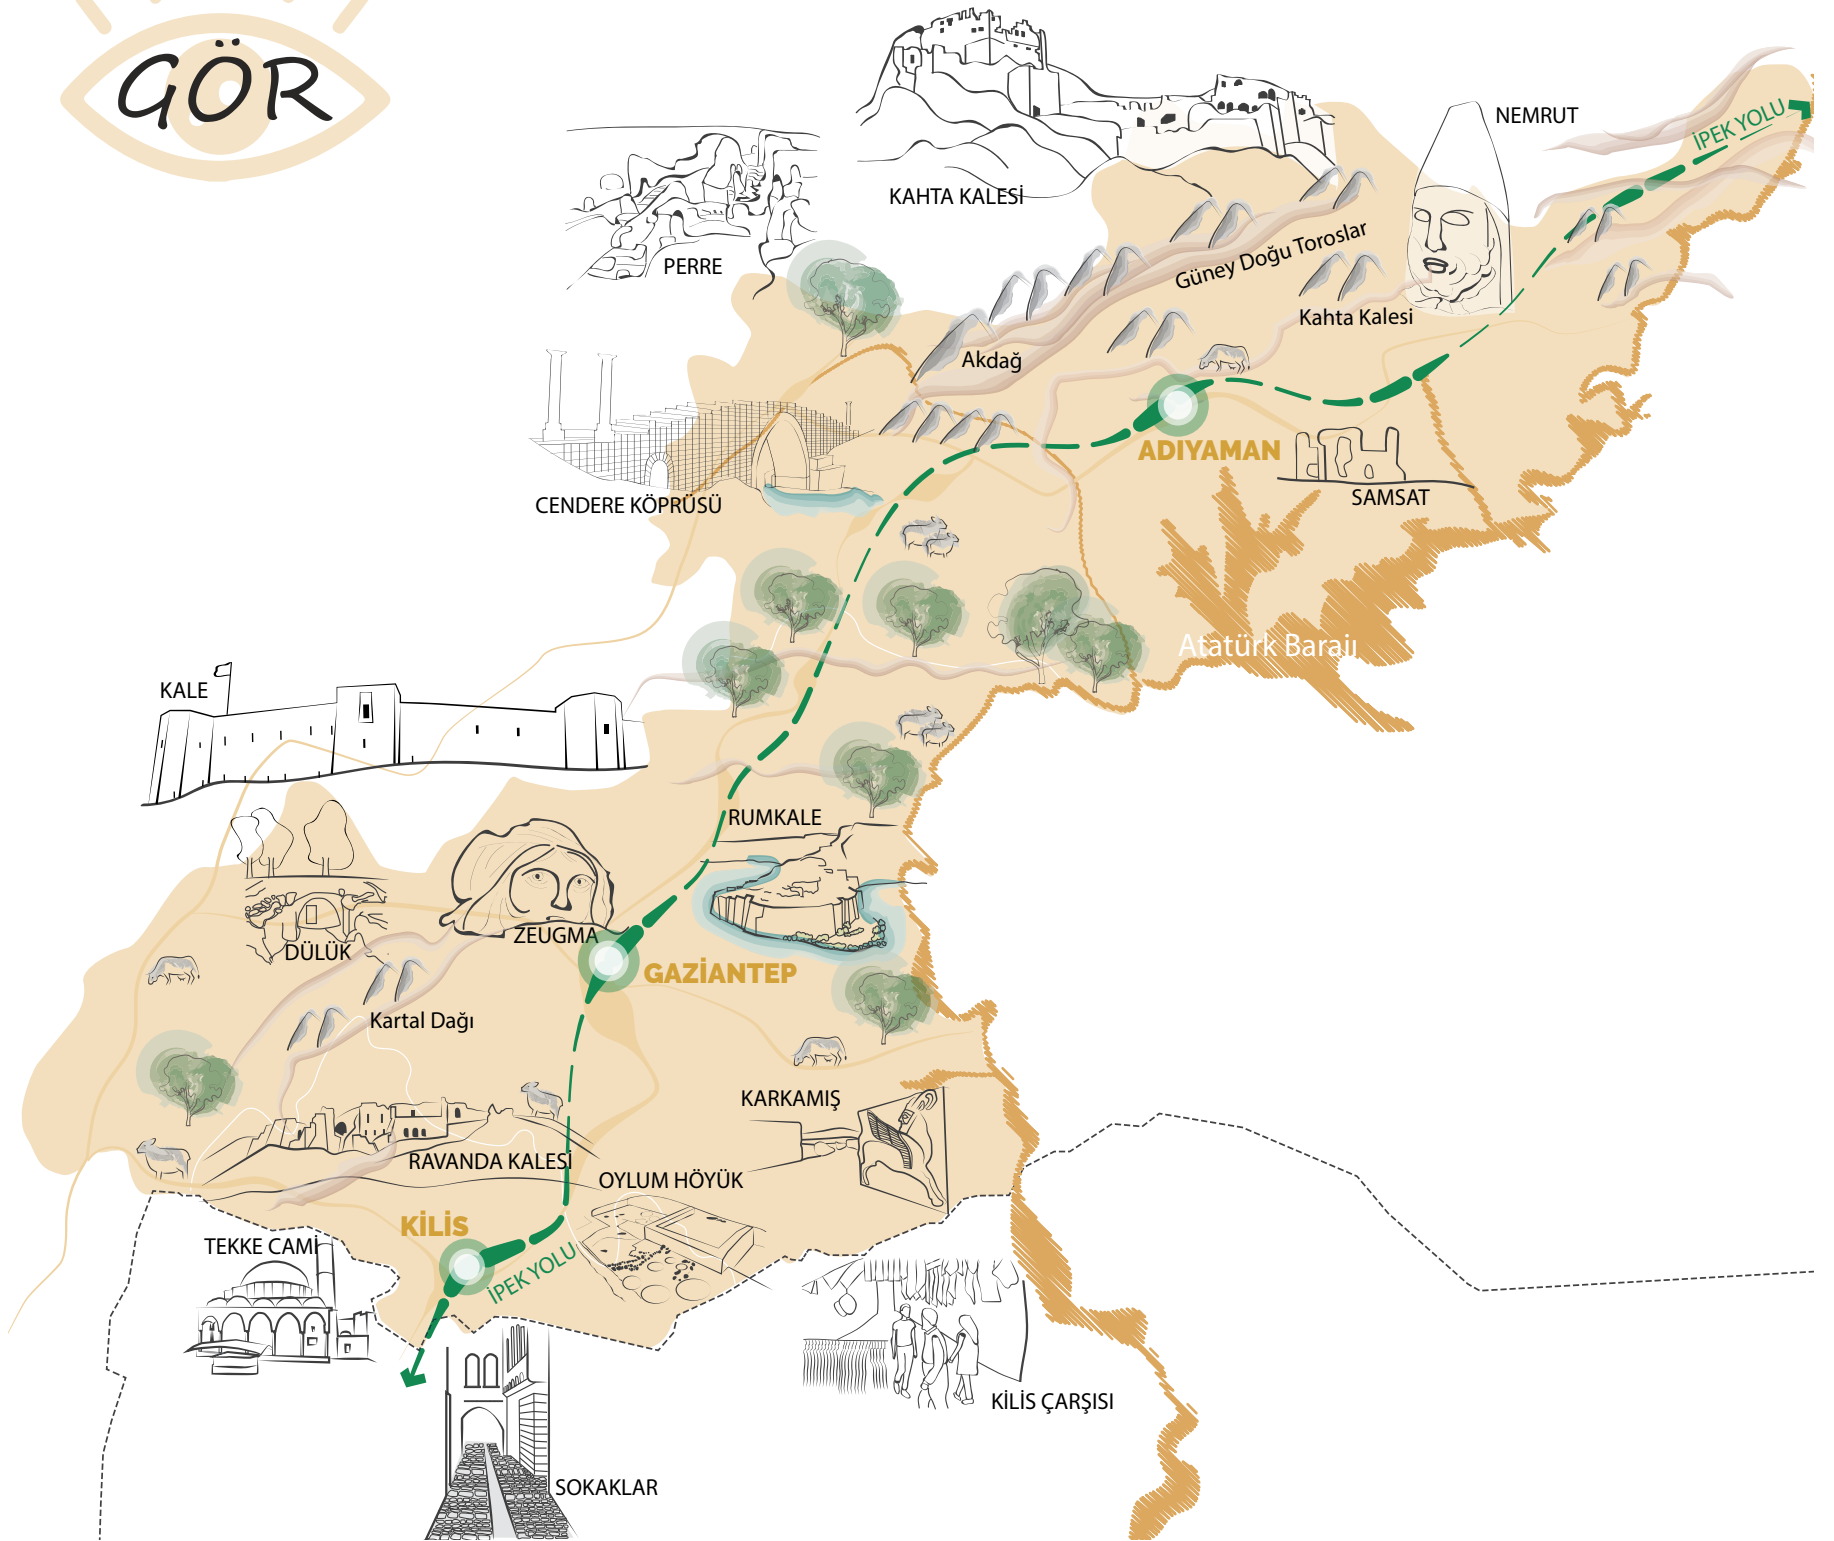 GÖR
NEMRUT
İPEK YOLU
KAHTA KALESİ
PERRE
Güney Doğu Toroslar
Kahta Kalesi
Akdağ
ADIYAMAN
SAMSAT
CENDERE KÖPRÜSÜ
Atatürk Barajı
KALE
RUMKALE
ZEUGMA
DÜLÜK
GAZİANTEP
Kartal Dağı
KARKAMIŞ
RAVANDA KALESİ
OYLUM HÖYÜK
KİLİS
TEKKE CAMİ
İPEK YOLU
KİLİS ÇARŞISI
SOKAKLAR